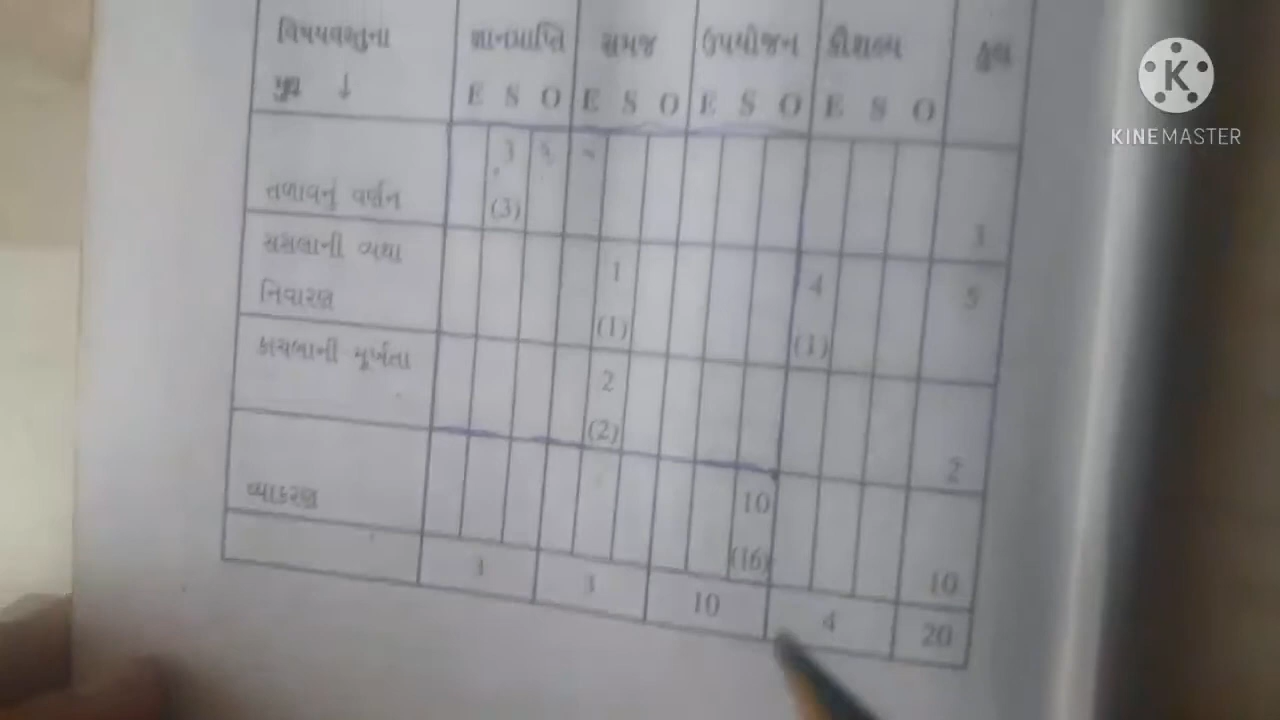 વિષયવસ્તુના જ્ઞાનપ્રાપ્તિ સમજ ઉપયોજન કૌશલ્ય કુલ
મુદ્દા ↓ E S O E S O E S O E S O
K
KINEMASTER
3
તળાવનું વર્ણન (3) 3
સસલાની વ્યથા 1 4 5
નિવારણ (1) (1)
કાચબાની મૂર્ખતા 2
(2) 2
10
વ્યાકરણ (16) 10
3 3 10 4 20